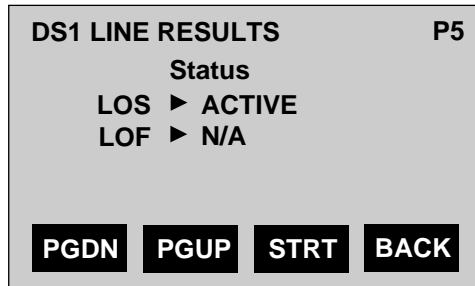 DS1 LINE RESULTS P5
Status
LOS ► ACTIVE
LOF ► N/A
PGDN PGUP STRT BACK